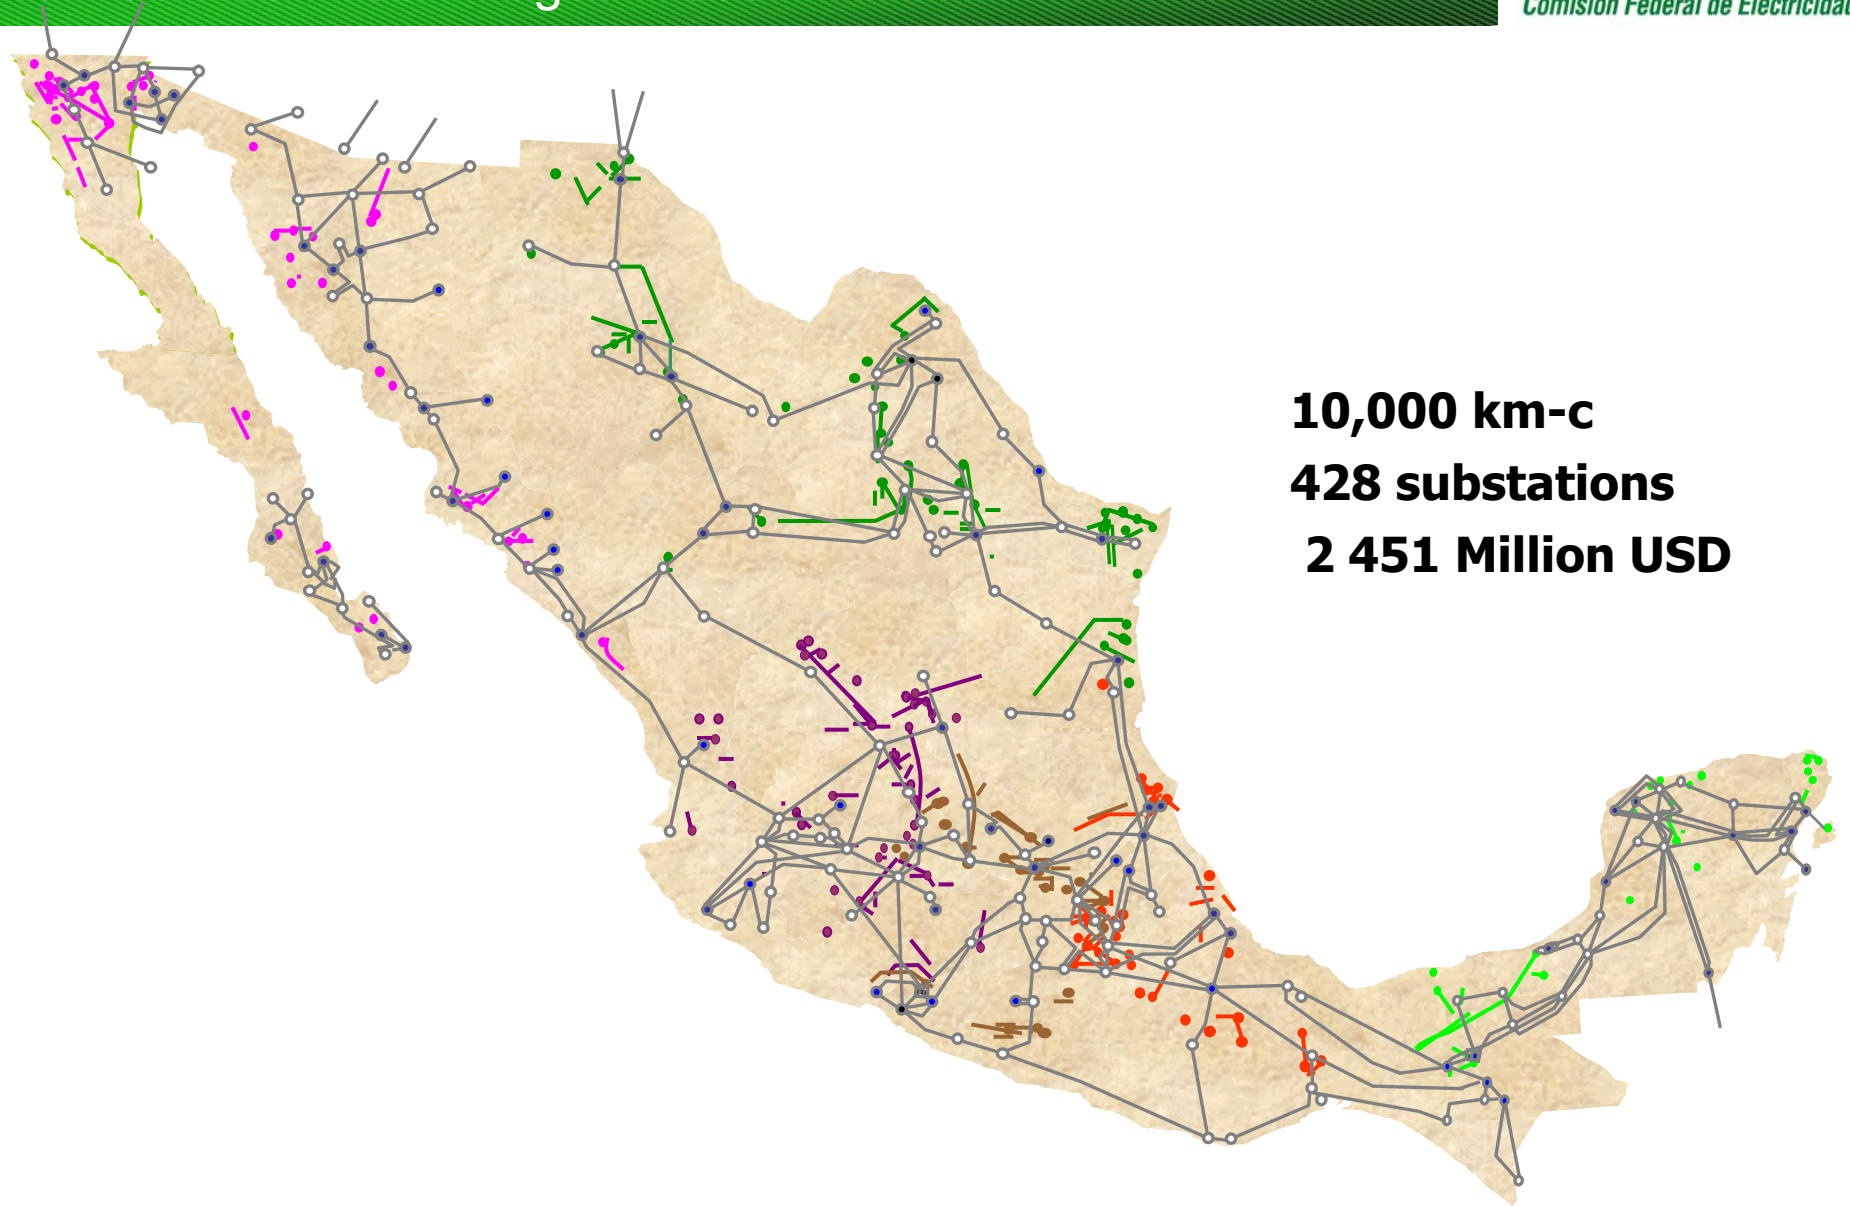 Comisión Federal de Electricidad
10,000 km-c
428 substations
2 451 Million USD